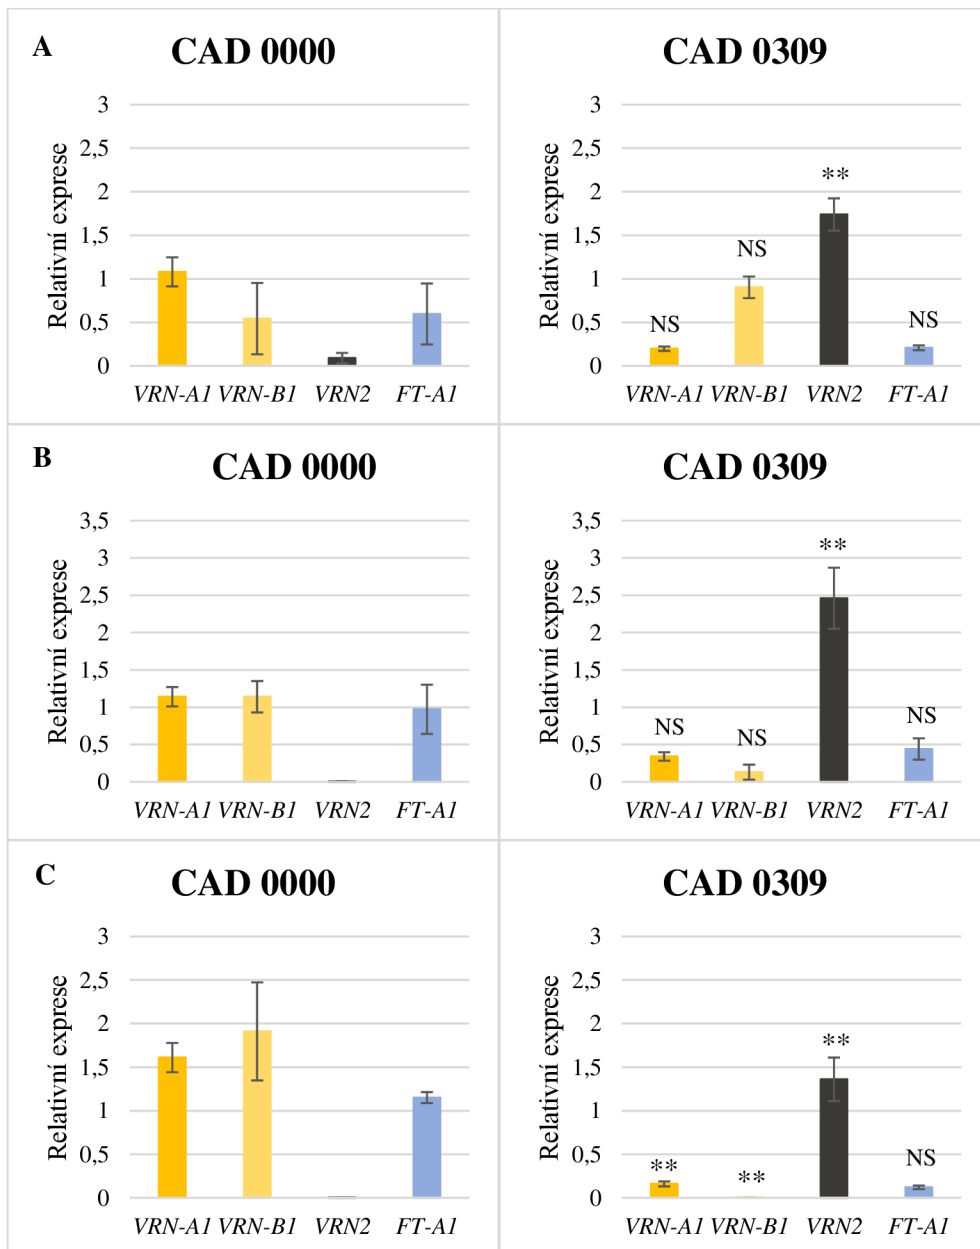 A
CAD 0000
Relativní exprese
3
2,5
2
1,5
1
0,5
0
VRN-A1 VRN-B1 VRN2 FT-A1
CAD 0309
Relativní exprese
3
2,5
2
1,5
1
0,5
0
NS
NS
**
NS
VRN-A1 VRN-B1 VRN2 FT-A1
B
CAD 0000
Relativní exprese
3,5
3
2,5
2
1,5
1
0,5
0
VRN-A1 VRN-B1 VRN2 FT-A1
CAD 0309
Relativní exprese
3,5
3
2,5
2
1,5
1
0,5
0
NS
NS
**
NS
VRN-A1 VRN-B1 VRN2 FT-A1
C
CAD 0000
Relativní exprese
3
2,5
2
1,5
1
0,5
0
VRN-A1 VRN-B1 VRN2 FT-A1
CAD 0309
Relativní exprese
3
2,5
2
1,5
1
0,5
0
**
**
**
NS
VRN-A1 VRN-B1 VRN2 FT-A1